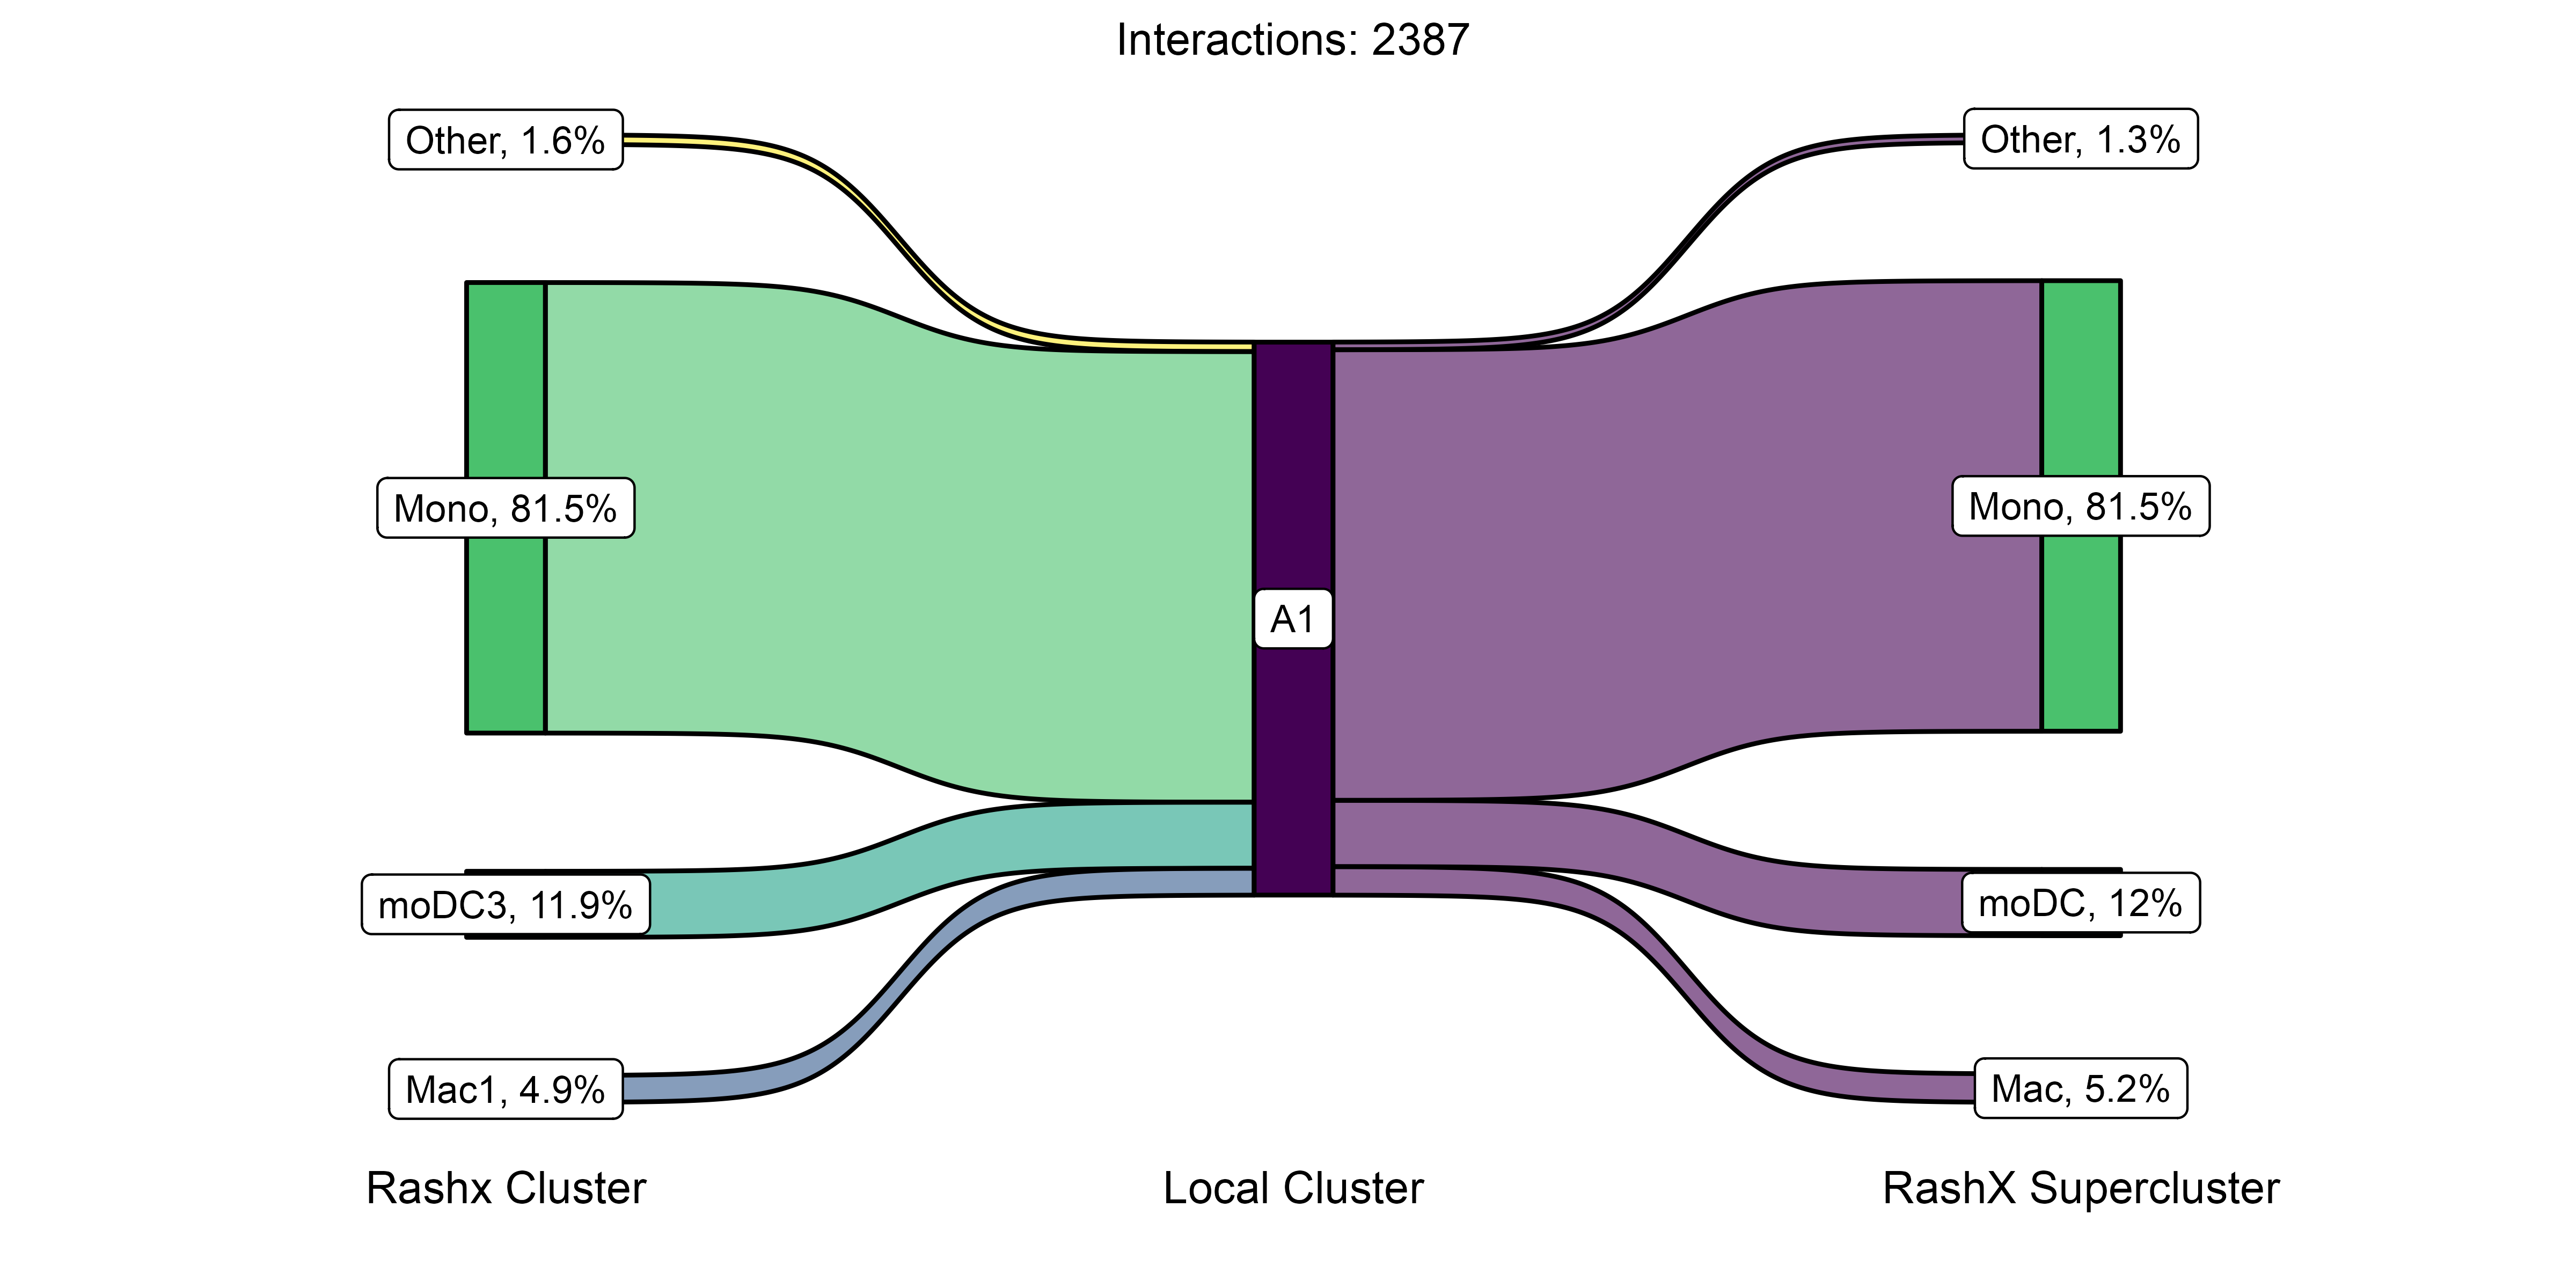 Interactions: 2387
Other, 1.6%
Other, 1.3%
Mono, 81.5%
Mono, 81.5%
A1
moDC3, 11.9%
moDC, 12%
Mac1, 4.9%
Mac, 5.2%
Rashx Cluster
Local Cluster
RashX Supercluster